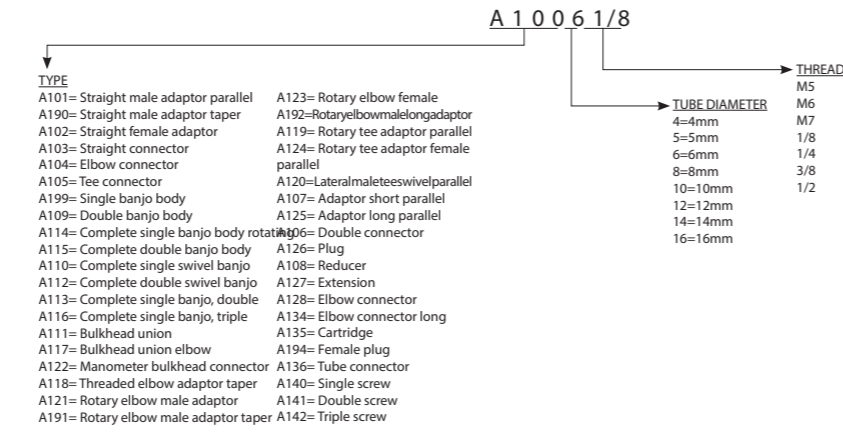 A 1 0 0 6 1/8
TYPE
A101= Straight male adaptor parallel
A190= Straight male adaptor taper
A102= Straight female adaptor
A103= Straight connector
A104= Elbow connector
A105= Tee connector
A199= Single banjo body
A109= Double banjo body
A114= Complete single banjo body rotating
A115= Complete double banjo body
A110= Complete single swivel banjo
A112= Complete double swivel banjo
A113= Complete single banjo, double
A116= Complete single banjo, triple
A111= Bulkhead union
A117= Bulkhead union elbow
A122= Manometer bulkhead connector
A118= Threaded elbow adaptor taper
A121= Rotary elbow male adaptor
A191= Rotary elbow male adaptor taper
A123= Rotary elbow female
A192=Rotaryelbowmalelongadaptor
A119= Rotary tee adaptor parallel
A124= Rotary tee adaptor female
parallel
A120=Lateralmaleteeswivelparallel
A107= Adaptor short parallel
A125= Adaptor long parallel
A106= Double connector
A126= Plug
A108= Reducer
A127= Extension
A128= Elbow connector
A134= Elbow connector long
A135= Cartridge
A194= Female plug
A136= Tube connector
A140= Single screw
A141= Double screw
A142= Triple screw
TUBE DIAMETER
4=4mm
5=5mm
6=6mm
8=8mm
10=10mm
12=12mm
14=14mm
16=16mm
THREAD
M5
M6
M7
1/8
1/4
3/8
1/2